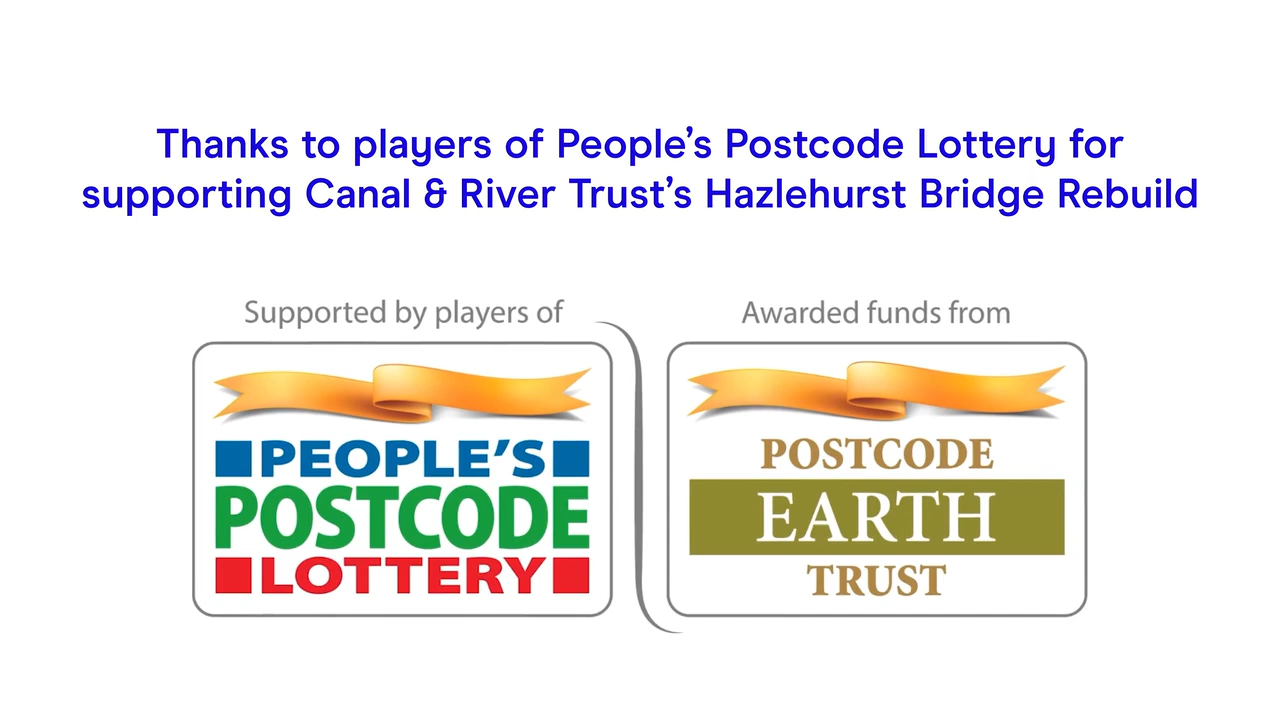 Thanks to players of People’s Postcode Lottery for
supporting Canal & River Trust’s Hazlehurst Bridge Rebuild
Supported by players of
PEOPLE’S
POSTCODE
LOTTERY
Awarded funds from
POSTCODE
EARTH
TRUST